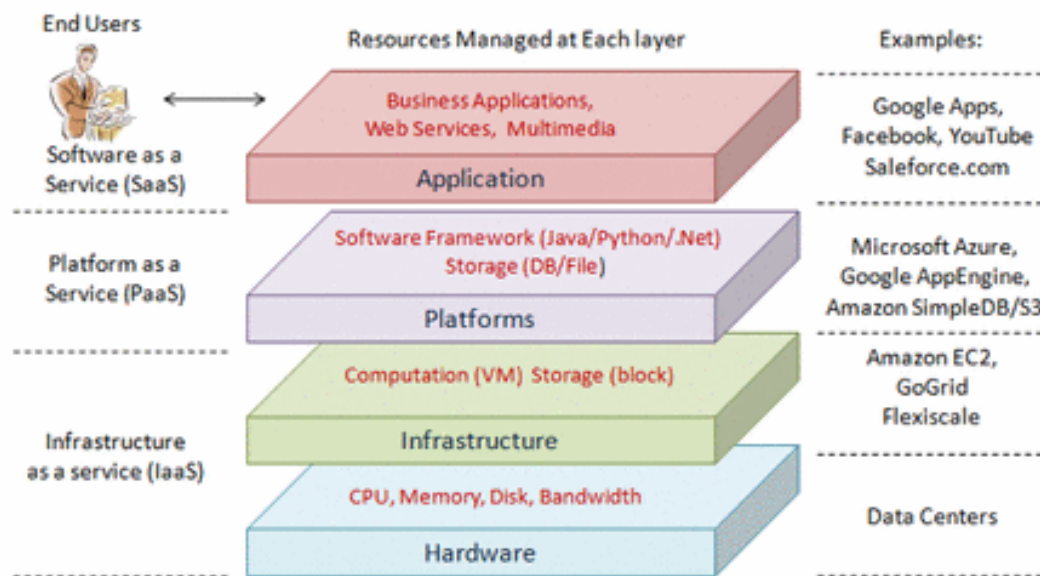 End Users
Resources Managed at Each layer
Examples:
Business Applications,
Web Services, Multimedia
Application
Software as a
Service (SaaS)
Google Apps,
Facebook, YouTube
Saleforce.com
Software Framework (Java/Python/.Net)
Storage (DB/File)
Platforms
Platform as a
Service (PaaS)
Microsoft Azure,
Google AppEngine,
Amazon SimpleDB/S3
Computation (VM) Storage (block)
Infrastructure
Amazon EC2,
GoGrid
Flexiscale
Infrastructure
as a service (IaaS)
CPU, Memory, Disk, Bandwidth
Hardware
Data Centers